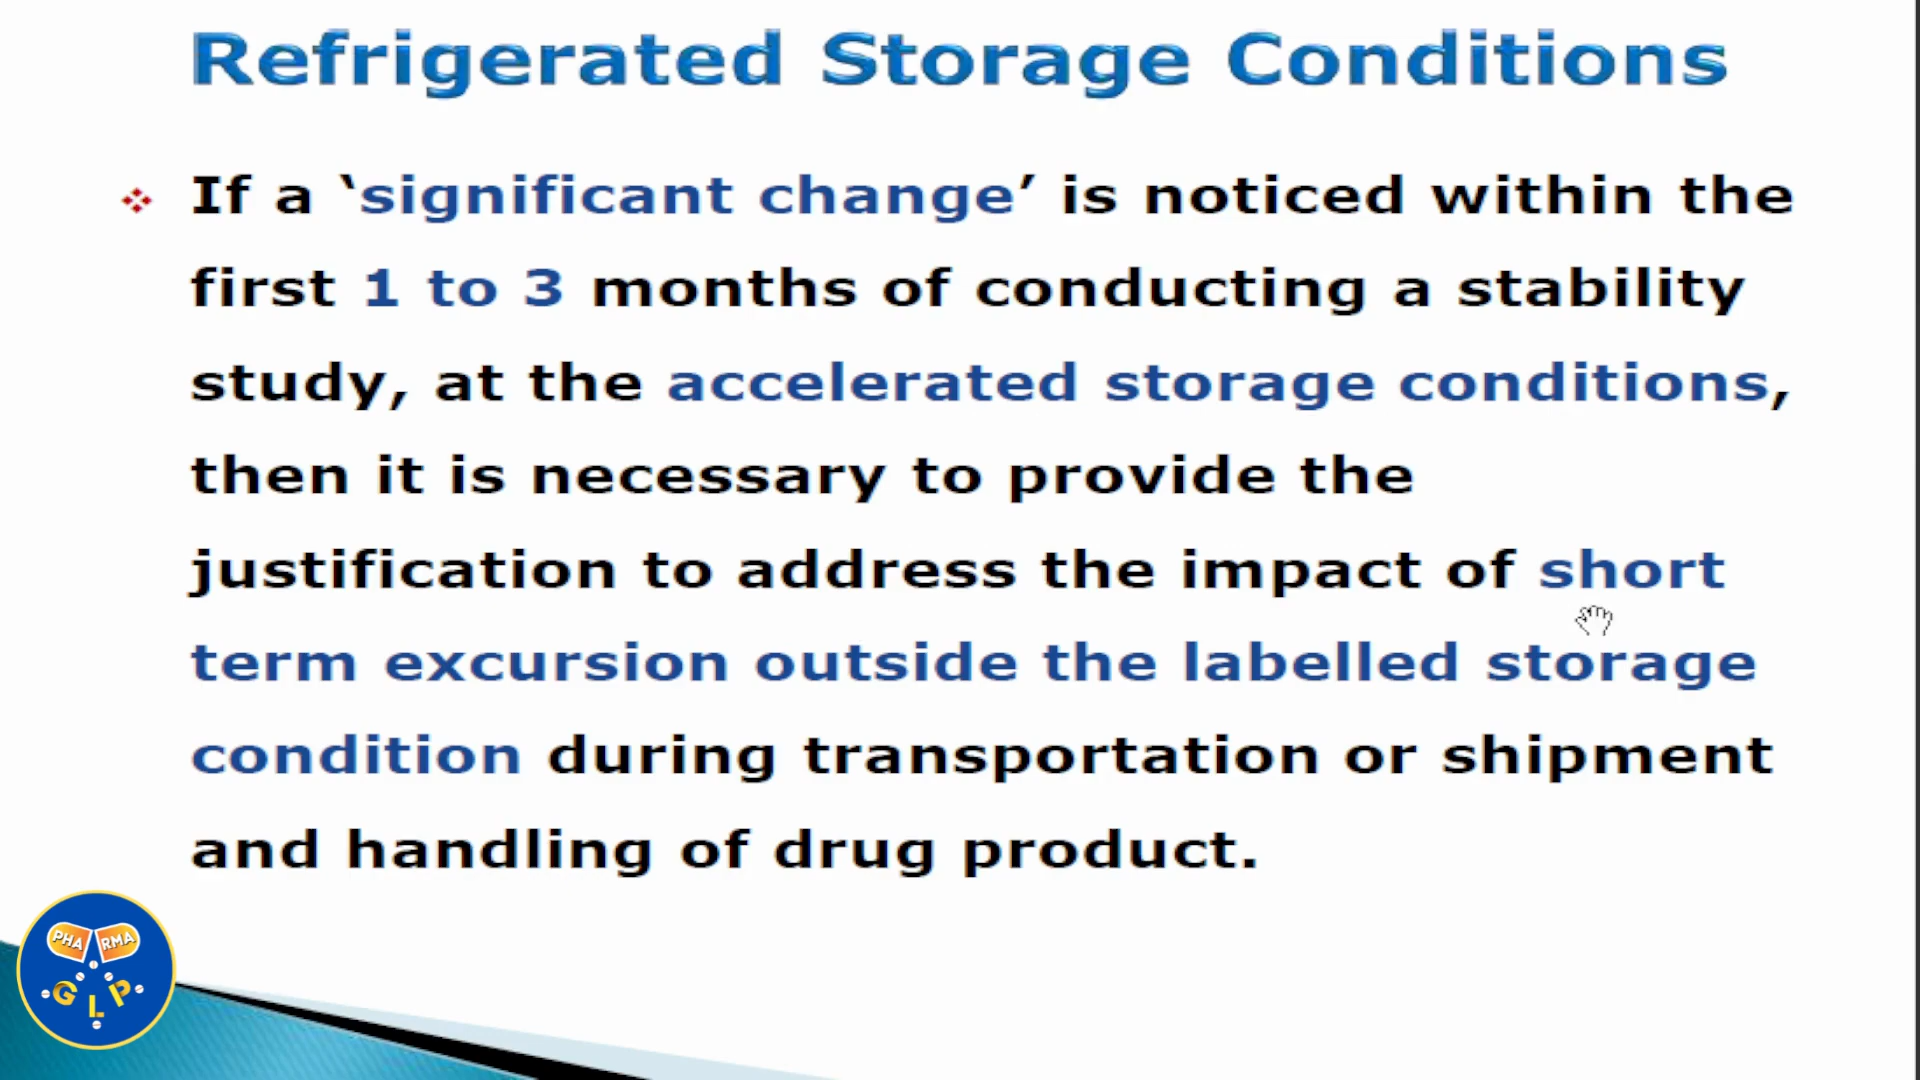 Refrigerated Storage Conditions
If a ‘significant change’ is noticed within the
first 1 to 3 months of conducting a stability
study, at the accelerated storage conditions,
then it is necessary to provide the
justification to address the impact of short
term excursion outside the labelled storage
condition during transportation or shipment
and handling of drug product.
PHA RMA
G L P